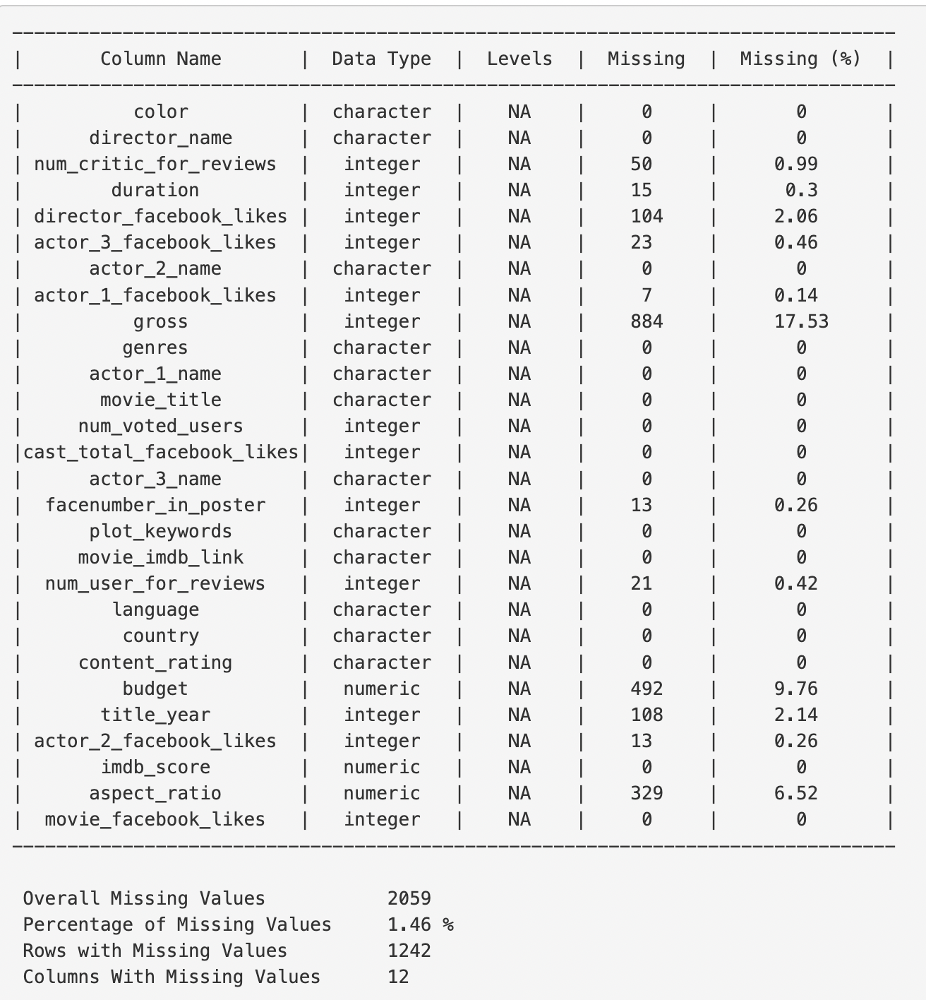 --------------------------------------------------------------------------------
|       Column Name        |  Data Type  |  Levels  |  Missing  |  Missing (%)  |
--------------------------------------------------------------------------------
|          color           |  character  |    NA    |     0     |       0       |
|      director_name       |  character  |    NA    |     0     |       0       |
| num_critic_for_reviews   |   integer   |    NA    |    50     |     0.99      |
|        duration          |   integer   |    NA    |    15     |      0.3      |
| director_facebook_likes  |   integer   |    NA    |    104    |     2.06      |
| actor_3_facebook_likes   |   integer   |    NA    |    23     |     0.46      |
|      actor_2_name        |  character  |    NA    |     0     |       0       |
| actor_1_facebook_likes   |   integer   |    NA    |     7     |     0.14      |
|          gross           |   integer   |    NA    |    884    |     17.53     |
|         genres           |  character  |    NA    |     0     |       0       |
|      actor_1_name        |  character  |    NA    |     0     |       0       |
|       movie_title        |  character  |    NA    |     0     |       0       |
|     num_voted_users      |   integer   |    NA    |     0     |       0       |
|cast_total_facebook_likes|   integer   |    NA    |     0     |       0       |
|      actor_3_name        |  character  |    NA    |     0     |       0       |
|  facenumber_in_poster    |   integer   |    NA    |    13     |     0.26      |
|      plot_keywords       |  character  |    NA    |     0     |       0       |
|     movie_imdb_link      |  character  |    NA    |     0     |       0       |
|  num_user_for_reviews    |   integer   |    NA    |    21     |     0.42      |
|        language          |  character  |    NA    |     0     |       0       |
|         country          |  character  |    NA    |     0     |       0       |
|     content_rating       |  character  |    NA    |     0     |       0       |
|         budget           |   numeric   |    NA    |    492    |     9.76      |
|       title_year         |   integer   |    NA    |    108    |     2.14      |
| actor_2_facebook_likes   |   integer   |    NA    |    13     |     0.26      |
|       imdb_score         |   numeric   |    NA    |     0     |       0       |
|      aspect_ratio        |   numeric   |    NA    |    329    |     6.52      |
|  movie_facebook_likes    |   integer   |    NA    |     0     |       0       |
--------------------------------------------------------------------------------
Overall Missing Values           2059
Percentage of Missing Values     1.46 %
Rows with Missing Values         1242
Columns With Missing Values      12